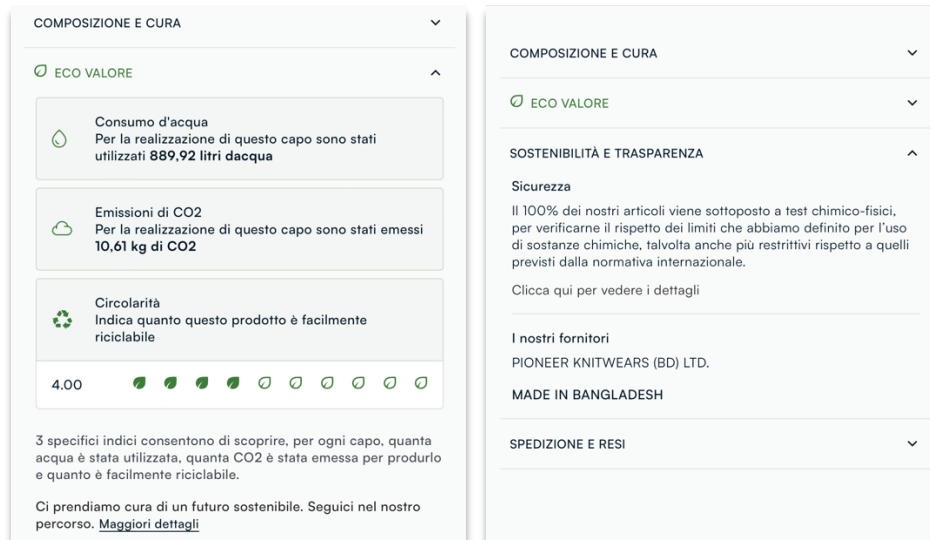 COMPOSIZIONE E CURA
ECO VALORE
Consumo d'acqua
Per la realizzazione di questo capo sono stati
utilizzati 889,92 litri dacqua
Emissioni di CO2
Per la realizzazione di questo capo sono stati emessi
10,61 kg di CO2
Circolarità
Indica quanto questo prodotto è facilmente
riciclabile
4.00
3 specifici indici consentono di scoprire, per ogni capo, quanta
acqua è stata utilizzata, quanta CO2 è stata emessa per produrlo
e quanto è facilmente riciclabile.
Ci prendiamo cura di un futuro sostenibile. Seguici nel nostro
percorso. Maggiori dettagli
COMPOSIZIONE E CURA
ECO VALORE
SOSTENIBILITÀ E TRASPARENZA
Sicurezza
Il 100% dei nostri articoli viene sottoposto a test chimico-fisici,
per verificarne il rispetto dei limiti che abbiamo definito per l'uso
di sostanze chimiche, talvolta anche più restrittivi rispetto a quelli
previsti dalla normativa internazionale.
Clicca qui per vedere i dettagli
I nostri fornitori
PIONEER KNITWEARS (BD) LTD.
MADE IN BANGLADESH
SPEDIZIONE E RESI